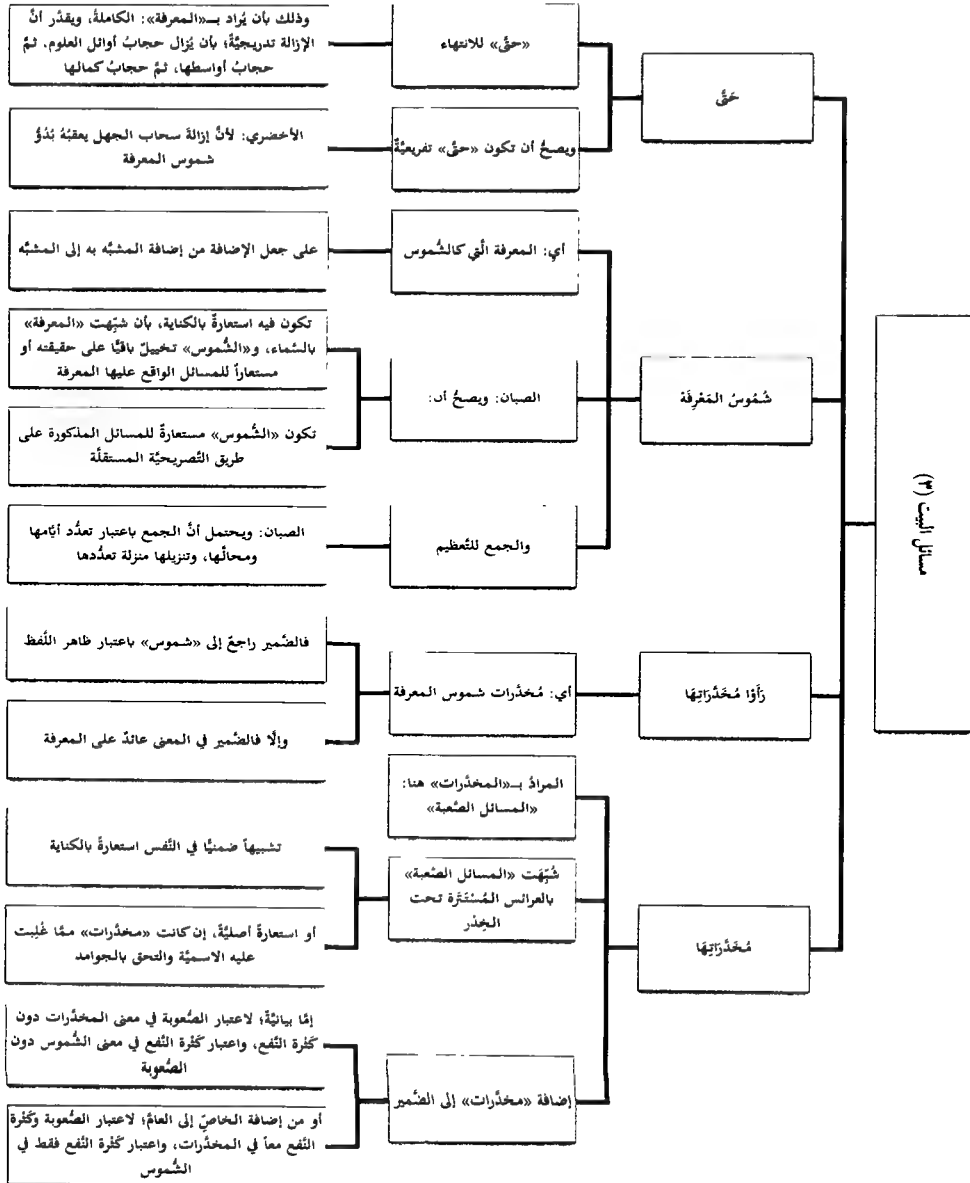 مسائل البيت (٣)
حَتَّى
«حتَّى» للانتهاء
وذلك بأن يُراد بـ«المعرفة»: الكاملةُ، ويقدَّر أنَّ
الإزالة تدريجيَّةٌ؛ بأن يُزال حجابُ أوائل العلوم، ثمَّ
حجابُ أواسطها، ثمَّ حجابُ كمالها
ويصحُّ أن تكون «حتَّى» تفريعيَّةً
الأخضري: لأنَّ إزالةَ سحاب الجهل يعقبُهُ بُدُوُّ
شموس المعرفة
شُمُوسُ المَعْرِفَة
أي: المعرفة الَّتي كالشُّموس
على جعل الإضافة من إضافة المشبَّه به إلى المشبَّه
الصبان: ويصحُّ أن:
تكون فيه استعارةٌ بالكناية، بأن شبِّهت «المعرفة»
بالسَّماء، و«الشُّموس» تخييلٌ باقيًا على حقيقته أو
مستعاراً للمسائل الواقع عليها المعرفة
تكون «الشُّموس» مستعارةً للمسائل المذكورة على
طريق التَّصريحيَّة المستقلَّة
والجمع للتَّعظيم
الصبان: ويحتمل أنَّ الجمع باعتبار تعدُّد أيَّامها
ومحالِّها، وتنزيلها منزلة تعدُّدها
رَأَوْا مُخَدَّرَاتِهَا
أي: مُخدَّرات شموس المعرفة
فالضَّمير راجعٌ إلى «شموس» باعتبار ظاهر اللَّفظ
وإلَّا فالضَّمير في المعنى عائدٌ على المعرفة
مُخَدَّرَاتِهَا
المرادُ بـ«المخدَّرات» هنا:
«المسائل الصَّعبة»
شُبِّهَت «المسائل الصَّعبة»
بالعرائس المُسْتَتَرة تحت
الخِدْر
تشبيهاً ضمنيًّا في النَّفس استعارةً بالكناية
أو استعارةً أصليَّةً، إن كانت «مخدَّرات» ممَّا غُلِبت
عليه الاسميَّة والتحق بالجوامد
إضافة «مخدَّرات» إلى الضَّمير
إمَّا بيانيَّةٌ؛ لاعتبار الصُّعوبة في معنى المخدَّرات دون
كَثْرة النَّفع، واعتبار كَثْرة النَّفع في معنى الشُّموس دون
الصُّعوبة
أو من إضافة الخاصِّ إلى العامِّ؛ لاعتبار الصُّعوبة وكَثْرة
النَّفع معاً في المخدَّرات، واعتبار كَثْرة النَّفع فقط في
الشُّموس